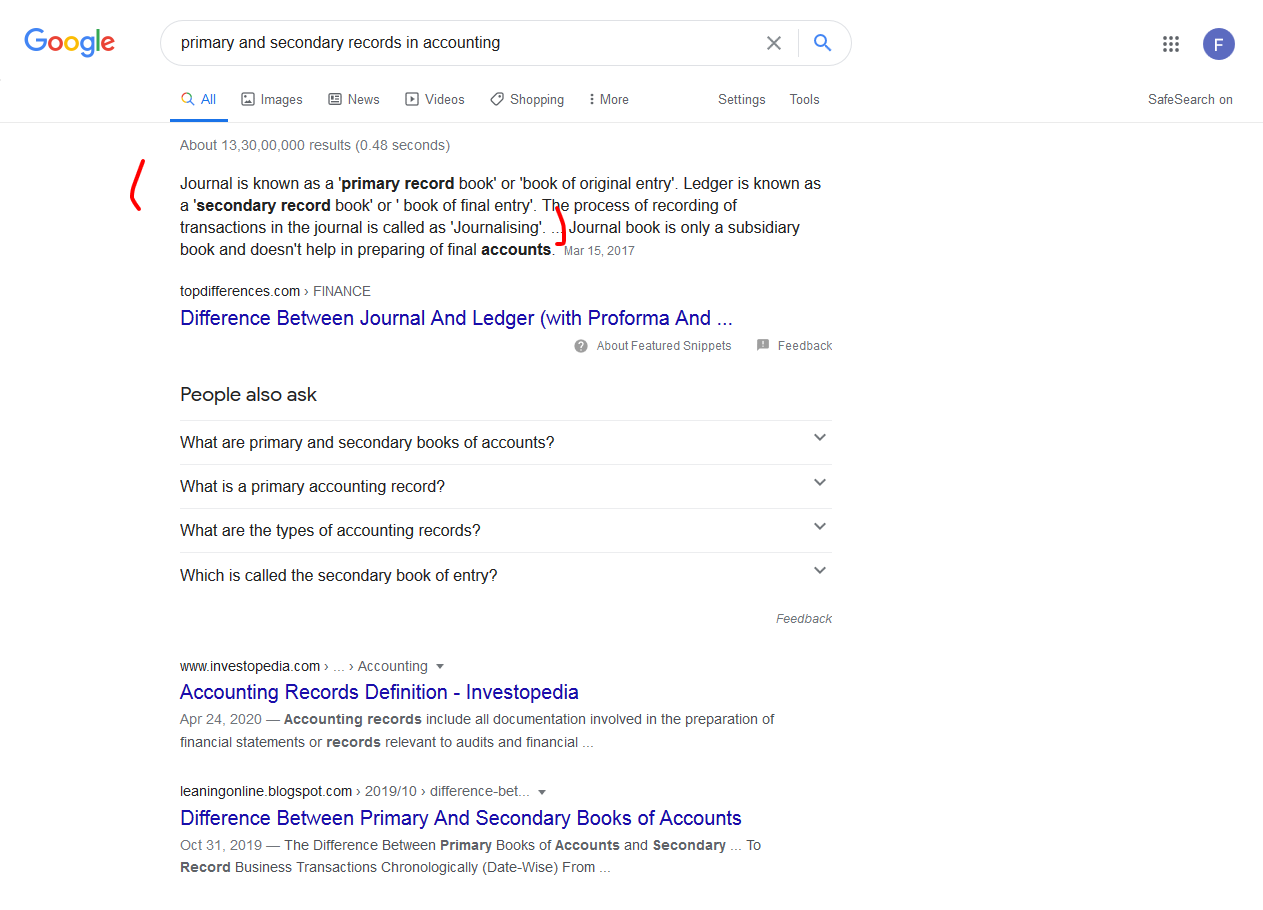 Google
primary and secondary records in accounting
F
All Images News Videos Shopping More Settings Tools SafeSearch on
About 13,30,00,000 results (0.48 seconds)
Journal is known as a 'primary record book' or 'book of original entry'. Ledger is known as
a 'secondary record book' or ' book of final entry'. The process of recording of
transactions in the journal is called as 'Journalising'. ... Journal book is only a subsidiary
book and doesn't help in preparing of final accounts. Mar 15, 2017
topdifferences.com › FINANCE
Difference Between Journal And Ledger (with Proforma And ...
About Featured Snippets Feedback
People also ask
What are primary and secondary books of accounts?
What is a primary accounting record?
What are the types of accounting records?
Which is called the secondary book of entry?
Feedback
www.investopedia.com › ... › Accounting
Accounting Records Definition - Investopedia
Apr 24, 2020 — Accounting records include all documentation involved in the preparation of
financial statements or records relevant to audits and financial ...
leaningonline.blogspot.com › 2019/10 › difference-bet...
Difference Between Primary And Secondary Books of Accounts
Oct 31, 2019 — The Difference Between Primary Books of Accounts and Secondary ... To
Record Business Transactions Chronologically (Date-Wise) From ...